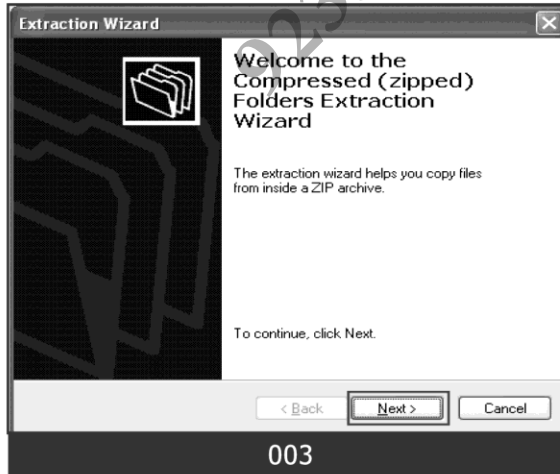 Extraction Wizard
Welcome to the
Compressed (zipped)
Folders Extraction
Wizard
The extraction wizard helps you copy files
from inside a ZIP archive.
To continue, click Next.
< Back
Next >
Cancel
003